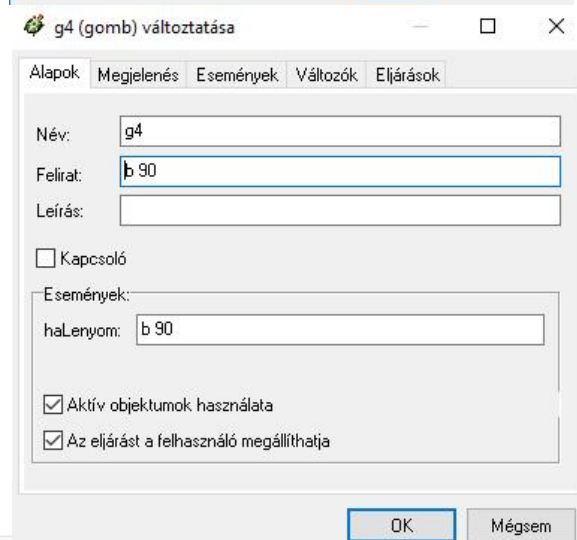 g4 (gomb) változtatása
Alapok Megjelenés Események Változók Eljárások
Név: g4
Felirat: b 90
Leírás:
Kapcsoló
Események:
haLenyom: b 90
Aktív objektumok használata
Az eljárást a felhasználó megállíthatja
OK Mégsem